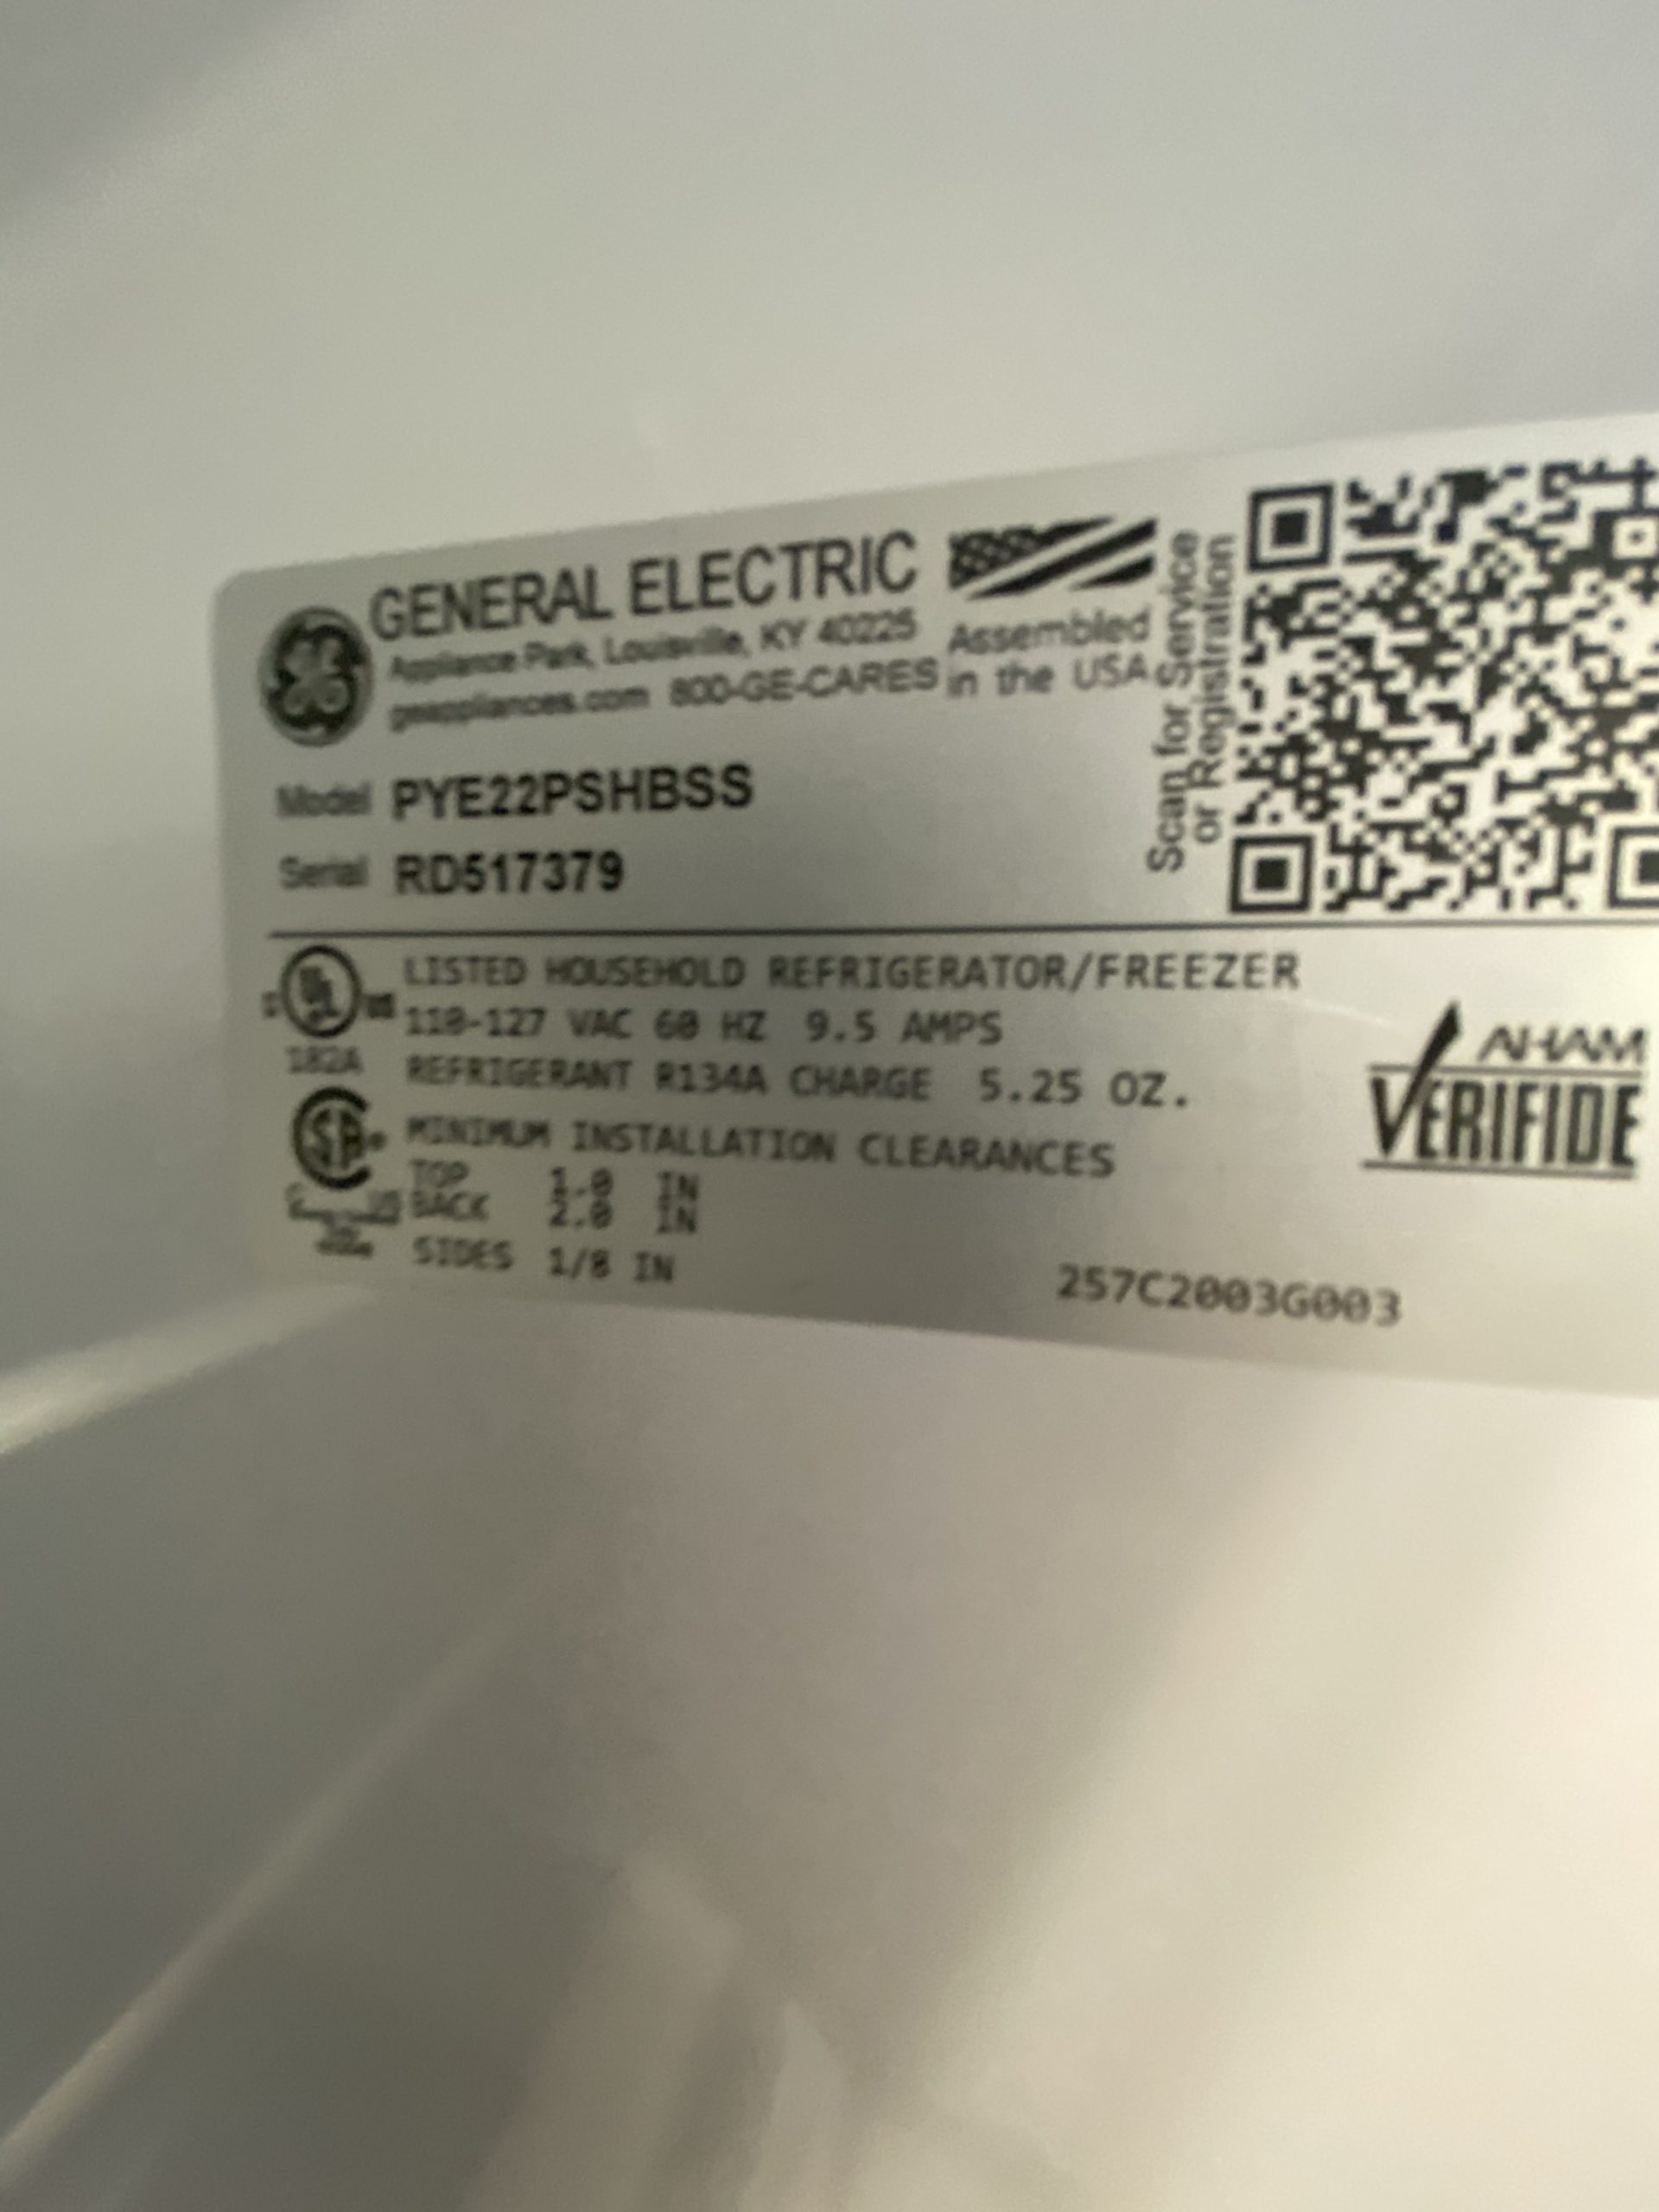 GENERAL ELECTRIC
Appliance Park, Louisville, KY 40225
geappliances.com 800-GE-CARES
Assembled
in the USA
Scan for Service
or Registration
Model PYE22PSHBSS
Serial RD517379
LISTED HOUSEHOLD REFRIGERATOR/FREEZER
110-127 VAC 60 HZ 9.5 AMPS
182A
REFRIGERANT R134A CHARGE 5.25 OZ.
MINIMUM INSTALLATION CLEARANCES
TOP 1.0 IN
BACK 2.0 IN
SIDES 1/8 IN
AHAM
VERIFIDE
257C2003G003